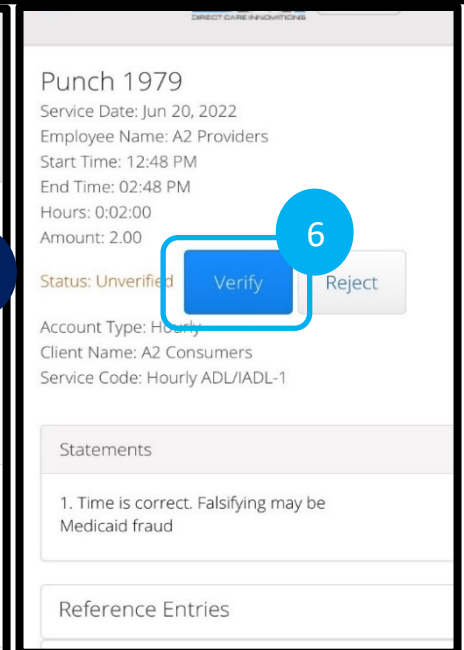 DIRECT CARE INNOVATIONS
Punch 1979
Service Date: Jun 20, 2022
Employee Name: A2 Providers
Start Time: 12:48 PM
End Time: 02:48 PM
Hours: 0:02:00
Amount: 2.00
6
Status: Unverified Verify Reject
Account Type: Hourly
Client Name: A2 Consumers
Service Code: Hourly ADL/IADL-1
Statements
1. Time is correct. Falsifying may be
Medicaid fraud
Reference Entries